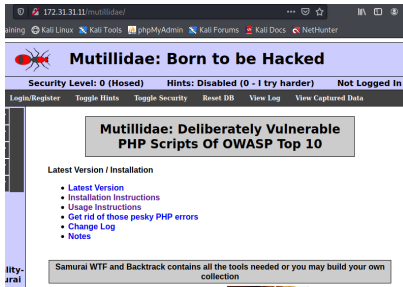 172.31.31.11/mutillidae/
aining Kali Linux Kali Tools phpMyAdmin Kali Forums Kali Docs NetHunter
Mutillidae: Born to be Hacked
Security Level: 0 (Hosed) Hints: Disabled (0 - I try harder) Not Logged In
Login/Register Toggle Hints Toggle Security Reset DB View Log View Captured Data
Mutillidae: Deliberately Vulnerable
PHP Scripts Of OWASP Top 10
Latest Version / Installation
Latest Version
Installation Instructions
Usage Instructions
Get rid of those pesky PHP errors
Change Log
Notes
Samurai WTF and Backtrack contains all the tools needed or you may build your own
collection
ility-
urai